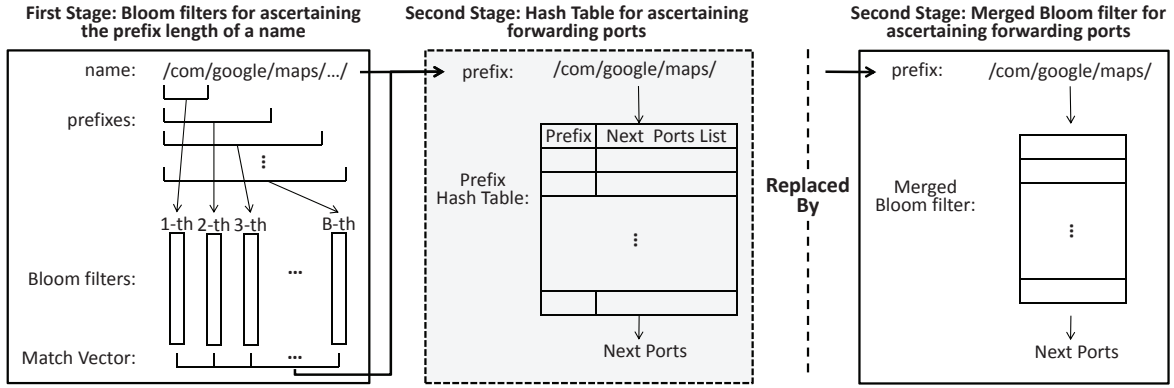 First Stage: Bloom filters for ascertaining
the prefix length of a name
name: /com/google/maps/.../
prefixes:
...
1-th 2-th 3-th B-th
Bloom filters: ...
Match Vector: ...
Second Stage: Hash Table for ascertaining
forwarding ports
prefix: /com/google/maps/
Prefix Next Ports List
Prefix
Hash Table:
...
Next Ports
Replaced
By
Second Stage: Merged Bloom filter for
ascertaining forwarding ports
prefix: /com/google/maps/
Merged
Bloom filter:
...
Next Ports